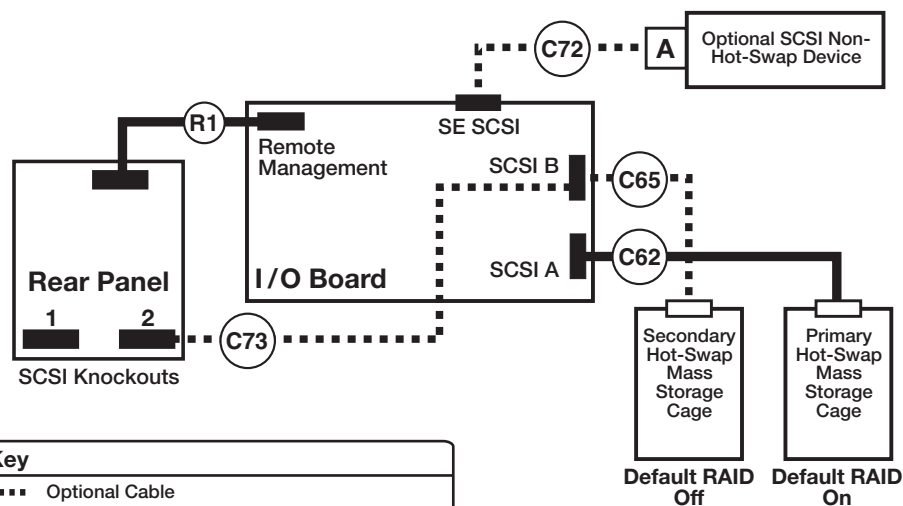 C72
A
Optional SCSI Non-
Hot-Swap Device
R1
SE SCSI
Remote
Management
SCSI B
C65
C62
SCSI A
I/O Board
Rear Panel
1
2
C73
SCSI Knockouts
Secondary
Hot-Swap
Mass
Storage
Cage
Primary
Hot-Swap
Mass
Storage
Cage
Default RAID
Off
Default RAID
On
Key
Optional Cable